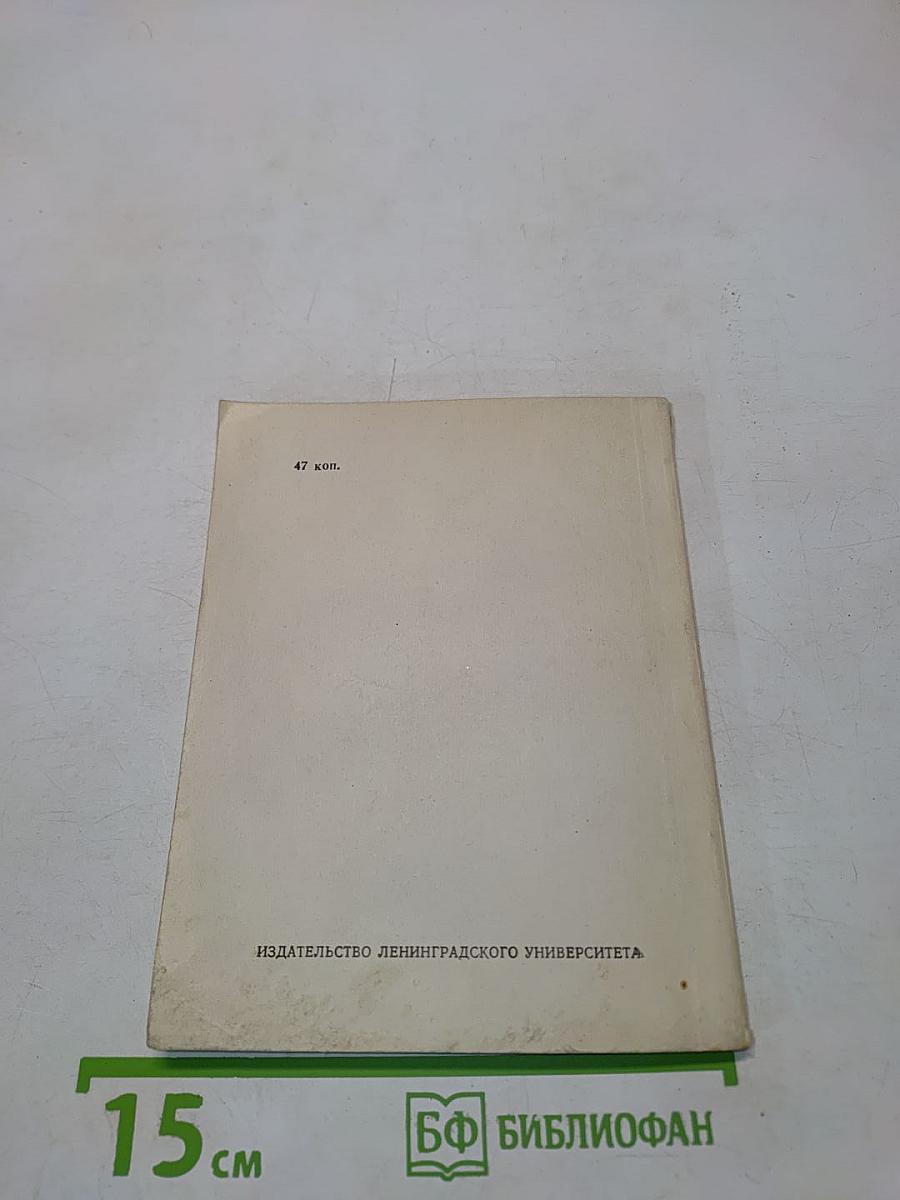 47 коп.
ИЗДАТЕЛЬСТВО ЛЕНИНГРАДСКОГО УНИВЕРСИТЕТА
15 см
БФ БИБЛИОФАН